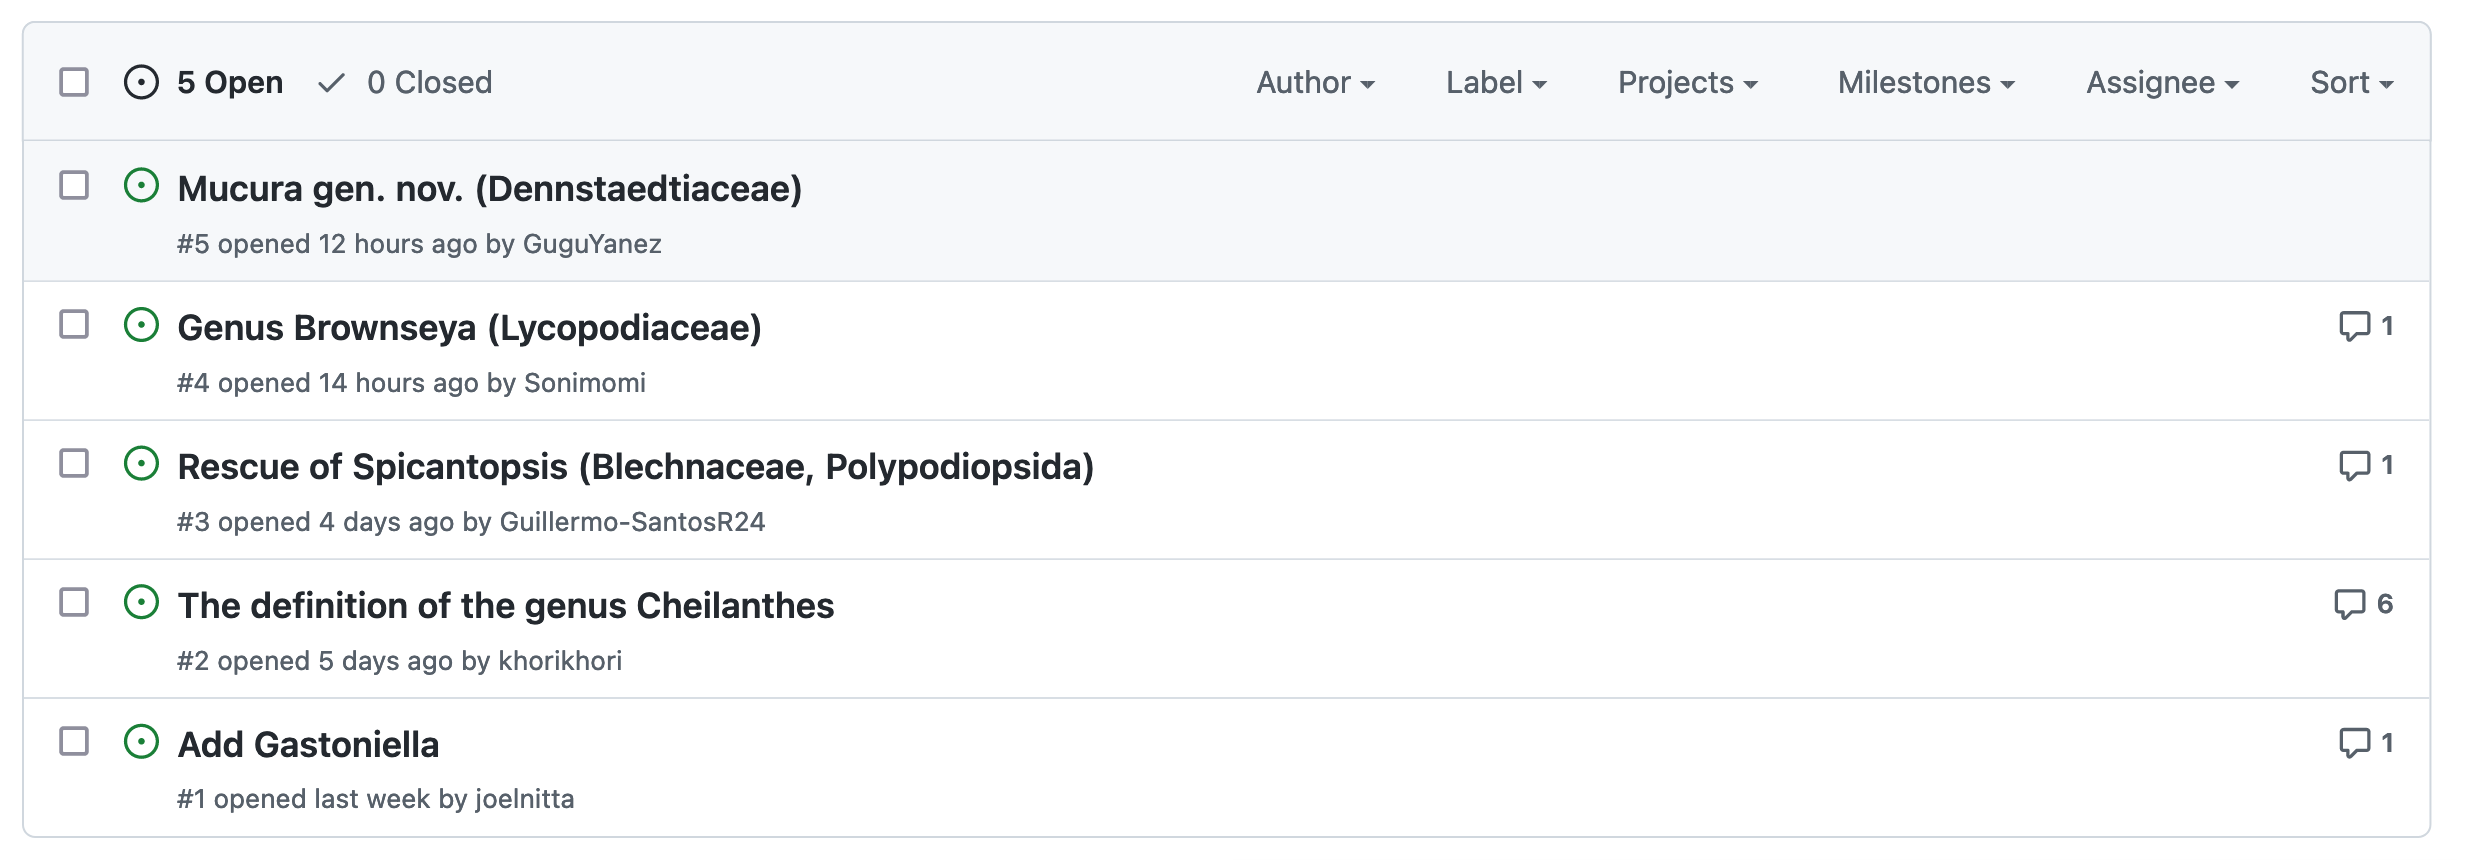 5 Open 0 Closed Author Label Projects Milestones Assignee Sort
Mucura gen. nov. (Dennstaedtiaceae)
#5 opened 12 hours ago by GuguYanez
Genus Brownseya (Lycopodiaceae) 1
#4 opened 14 hours ago by Sonimomi
Rescue of Spicantopsis (Blechnaceae, Polypodiopsida) 1
#3 opened 4 days ago by Guillermo-SantosR24
The definition of the genus Cheilanthes 6
#2 opened 5 days ago by khorikhori
Add Gastoniella 1
#1 opened last week by joelnitta